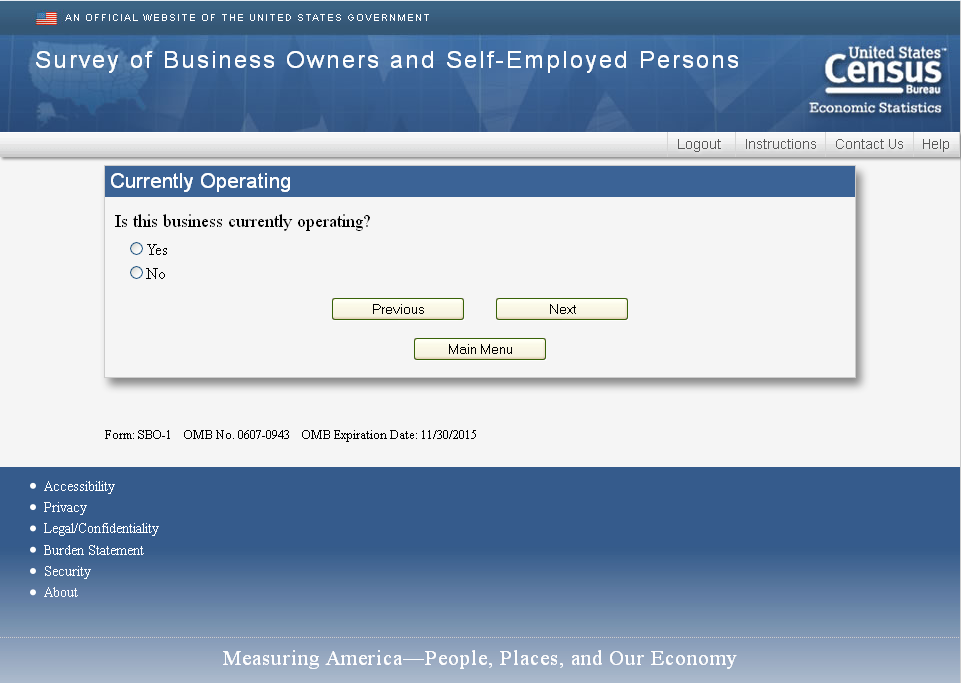 AN OFFICIAL WEBSITE OF THE UNITED STATES GOVERNMENT
Survey of Business Owners and Self-Employed Persons
United States™
Census
Bureau
Economic Statistics
Logout Instructions Contact Us Help
Currently Operating
Is this business currently operating?
Yes
No
Previous Next
Main Menu
Form: SBO-1 OMB No. 0607-0943 OMB Expiration Date: 11/30/2015
Accessibility
Privacy
Legal/Confidentiality
Burden Statement
Security
About
Measuring America—People, Places, and Our Economy